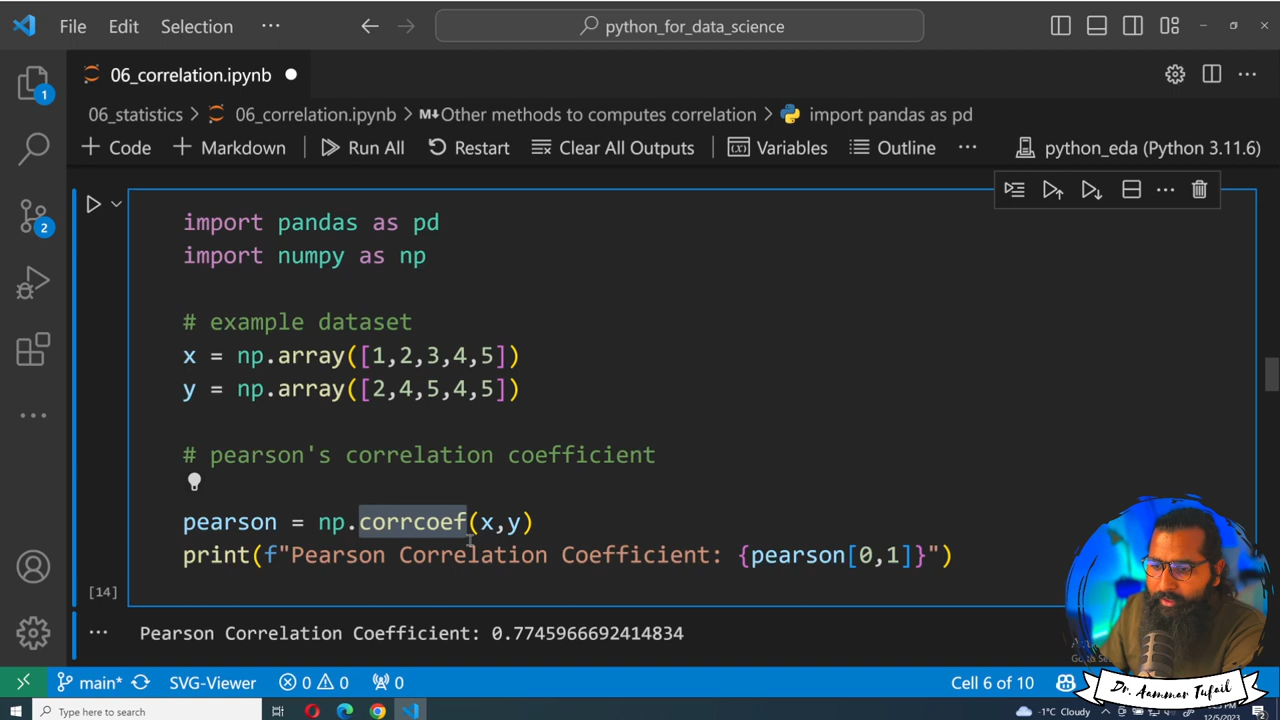 File Edit Selection ··· python_for_data_science
06_correlation.ipynb
06_statistics > 06_correlation.ipynb > M↓Other methods to computes correlation > import pandas as pd
+ Code + Markdown Run All Restart Clear All Outputs Variables Outline ··· python_eda (Python 3.11.6)
1
2
import pandas as pd
import numpy as np
# example dataset
x = np.array([1,2,3,4,5])
y = np.array([2,4,5,4,5])
# pearson's correlation coefficient
pearson = np.corrcoef(x,y)
print(f"Pearson Correlation Coefficient: {pearson[0,1]}")
[14]
··· Pearson Correlation Coefficient: 0.7745966692414834
main* SVG-Viewer 0 0 0 Cell 6 of 10
Dr. Aammar Tufail
Type here to search -1°C Cloudy
12/5/2023